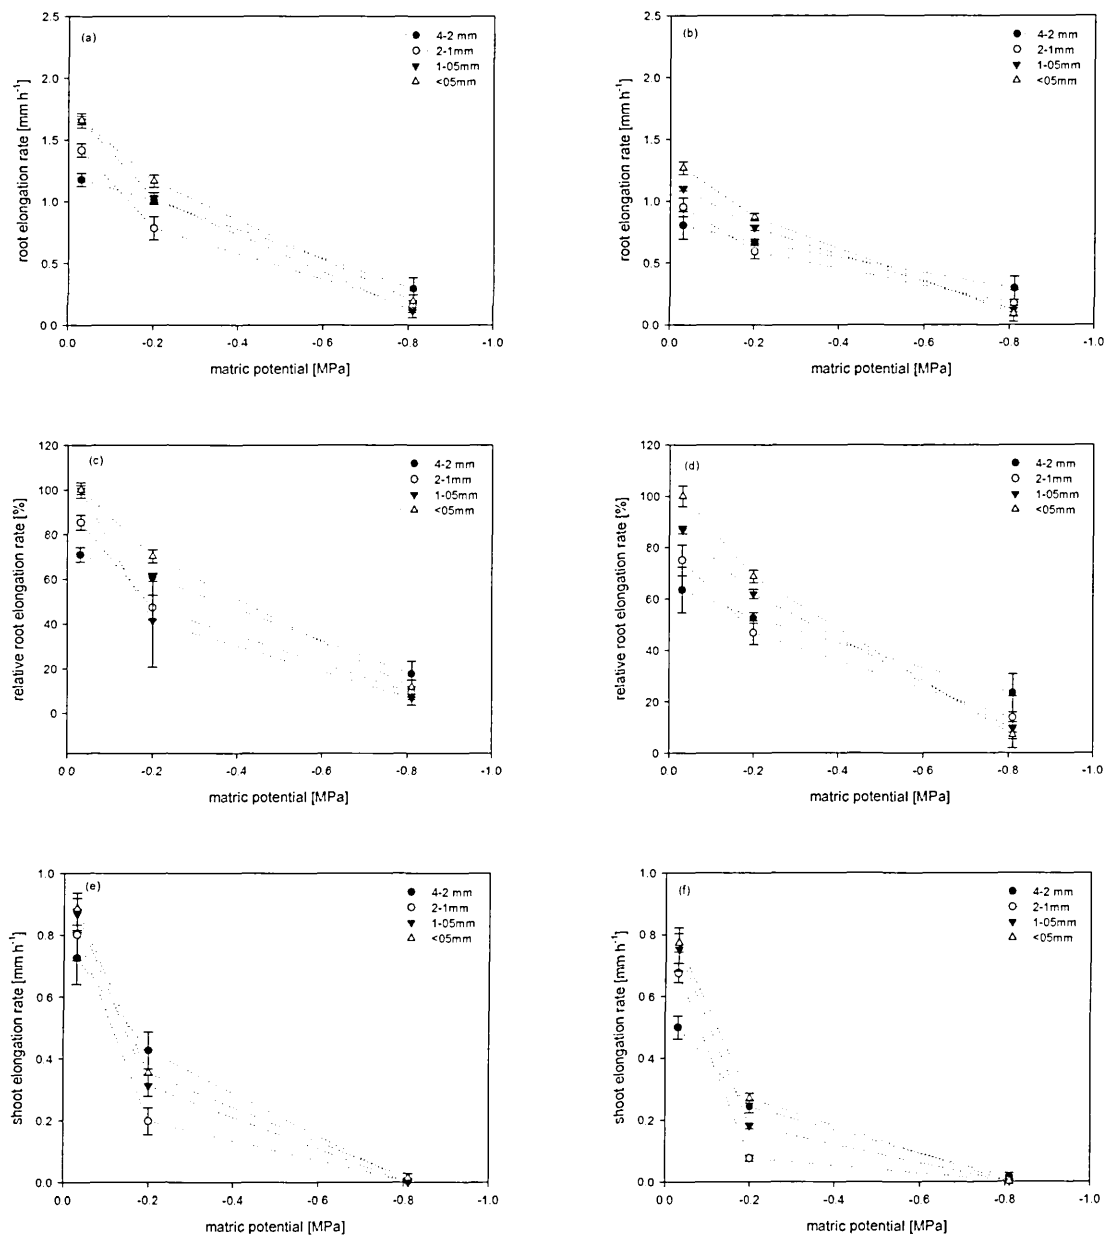 (a)
4-2 mm
2-1mm
1-05mm
<05mm
root elongation rate [mm h-1]
2.5
2.0
1.5
1.0
0.5
0.0
0.0 -0.2 -0.4 -0.6 -0.8 -1.0
matric potential [MPa]
(b)
4-2 mm
2-1mm
1-05mm
<05mm
root elongation rate [mm h-1]
2.5
2.0
1.5
1.0
0.5
0.0
0.0 -0.2 -0.4 -0.6 -0.8 -1.0
matric potential [MPa]
(c)
4-2 mm
2-1mm
1-05mm
<05mm
relative root elongation rate [%]
120
100
80
60
40
20
0
0.0 -0.2 -0.4 -0.6 -0.8 -1.0
matric potential [MPa]
(d)
4-2 mm
2-1mm
1-05mm
<05mm
relative root elongation rate [%]
120
100
80
60
40
20
0
0.0 -0.2 -0.4 -0.6 -0.8 -1.0
matric potential [MPa]
(e)
4-2 mm
2-1mm
1-05mm
<05mm
shoot elongation rate [mm h-1]
1.0
0.8
0.6
0.4
0.2
0.0
0.0 -0.2 -0.4 -0.6 -0.8 -1.0
matric potential [MPa]
(f)
4-2 mm
2-1mm
1-05mm
<05mm
shoot elongation rate [mm h-1]
1.0
0.8
0.6
0.4
0.2
0.0
0.0 -0.2 -0.4 -0.6 -0.8 -1.0
matric potential [MPa]